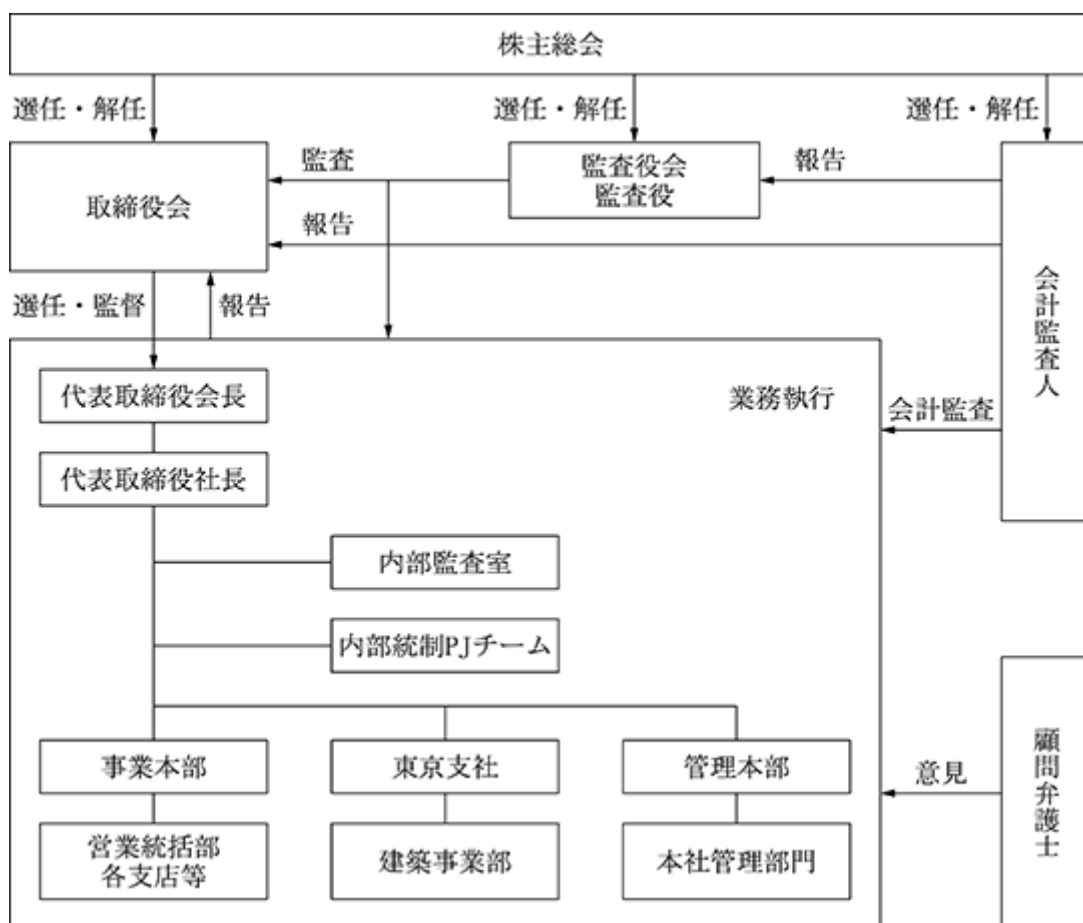 株主総会
選任・解任
選任・解任
選任・解任
監査
監査役会
監査役
報告
取締役会
報告
会計監査人
選任・監督
報告
代表取締役会長
業務執行
会計監査
代表取締役社長
内部監査室
内部統制PJチーム
事業本部
東京支社
管理本部
意見
顧問弁護士
営業統括部
各支店等
建築事業部
本社管理部門